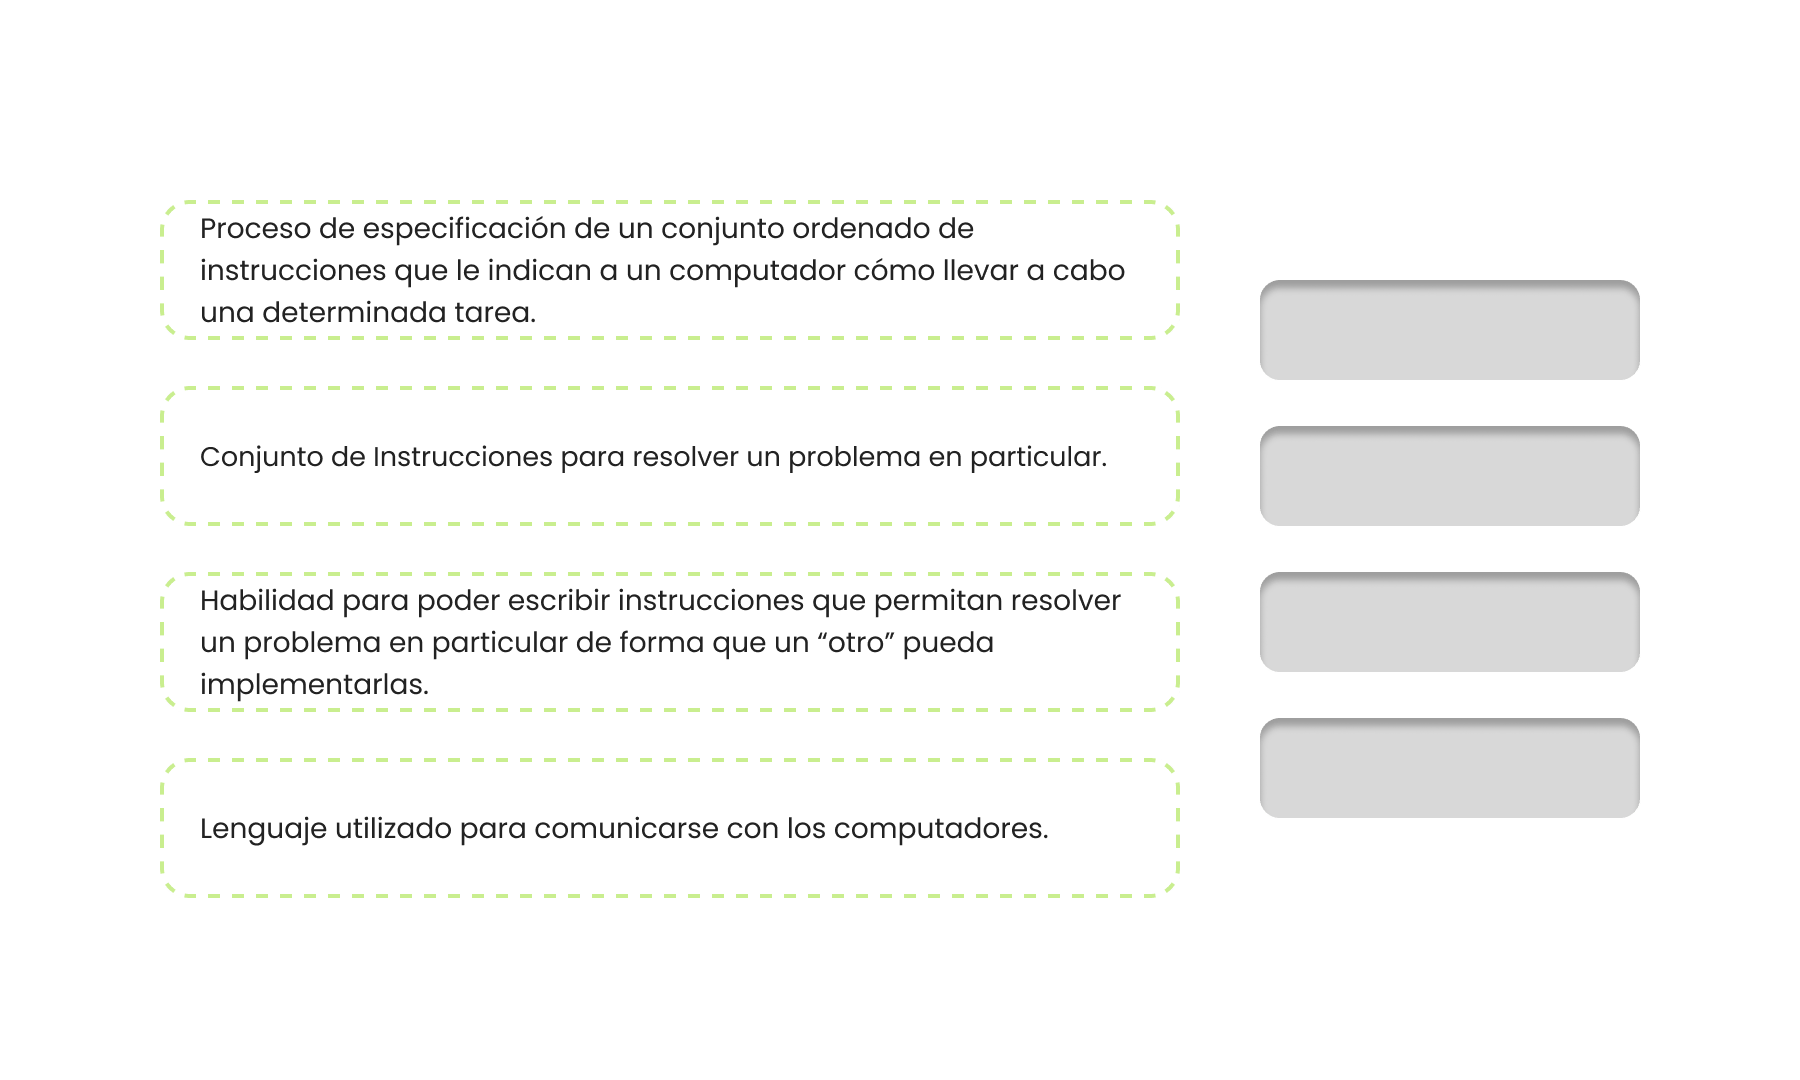 Proceso de especificación de un conjunto ordenado de
instrucciones que le indican a un computador cómo llevar a cabo
una determinada tarea.
Conjunto de Instrucciones para resolver un problema en particular.
Habilidad para poder escribir instrucciones que permitan resolver
un problema en particular de forma que un “otro” pueda
implementarlas.
Lenguaje utilizado para comunicarse con los computadores.